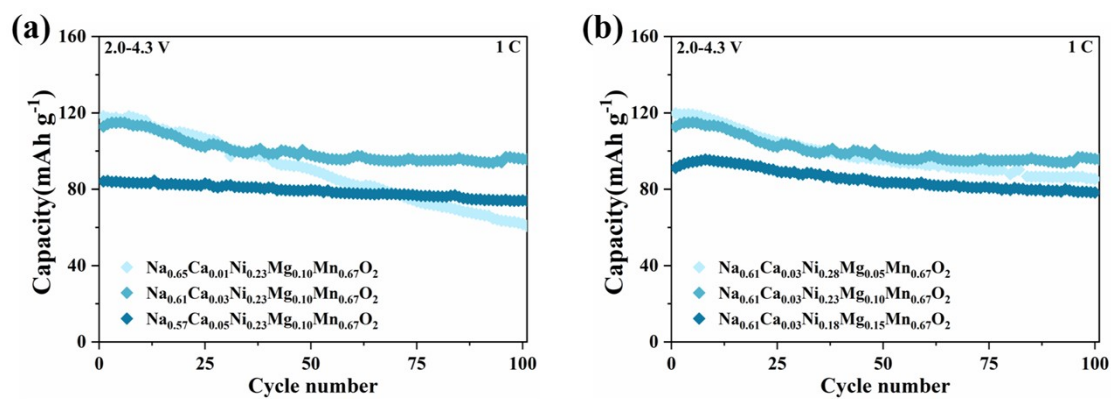 (a)
2.0-4.3 V 1 C
Capacity(mAh g⁻¹)
160
120
80
40
0
Na₀.₆₅Ca₀.₀₁Ni₀.₂₃Mg₀.₁₀Mn₀.₆₇O₂
Na₀.₆₁Ca₀.₀₃Ni₀.₂₃Mg₀.₁₀Mn₀.₆₇O₂
Na₀.₅₇Ca₀.₀₅Ni₀.₂₃Mg₀.₁₀Mn₀.₆₇O₂
0 25 50 75 100
Cycle number
(b)
2.0-4.3 V 1 C
Capacity(mAh g⁻¹)
160
120
80
40
0
Na₀.₆₁Ca₀.₀₃Ni₀.₂₈Mg₀.₀₅Mn₀.₆₇O₂
Na₀.₆₁Ca₀.₀₃Ni₀.₂₃Mg₀.₁₀Mn₀.₆₇O₂
Na₀.₆₁Ca₀.₀₃Ni₀.₁₈Mg₀.₁₅Mn₀.₆₇O₂
0 25 50 75 100
Cycle number